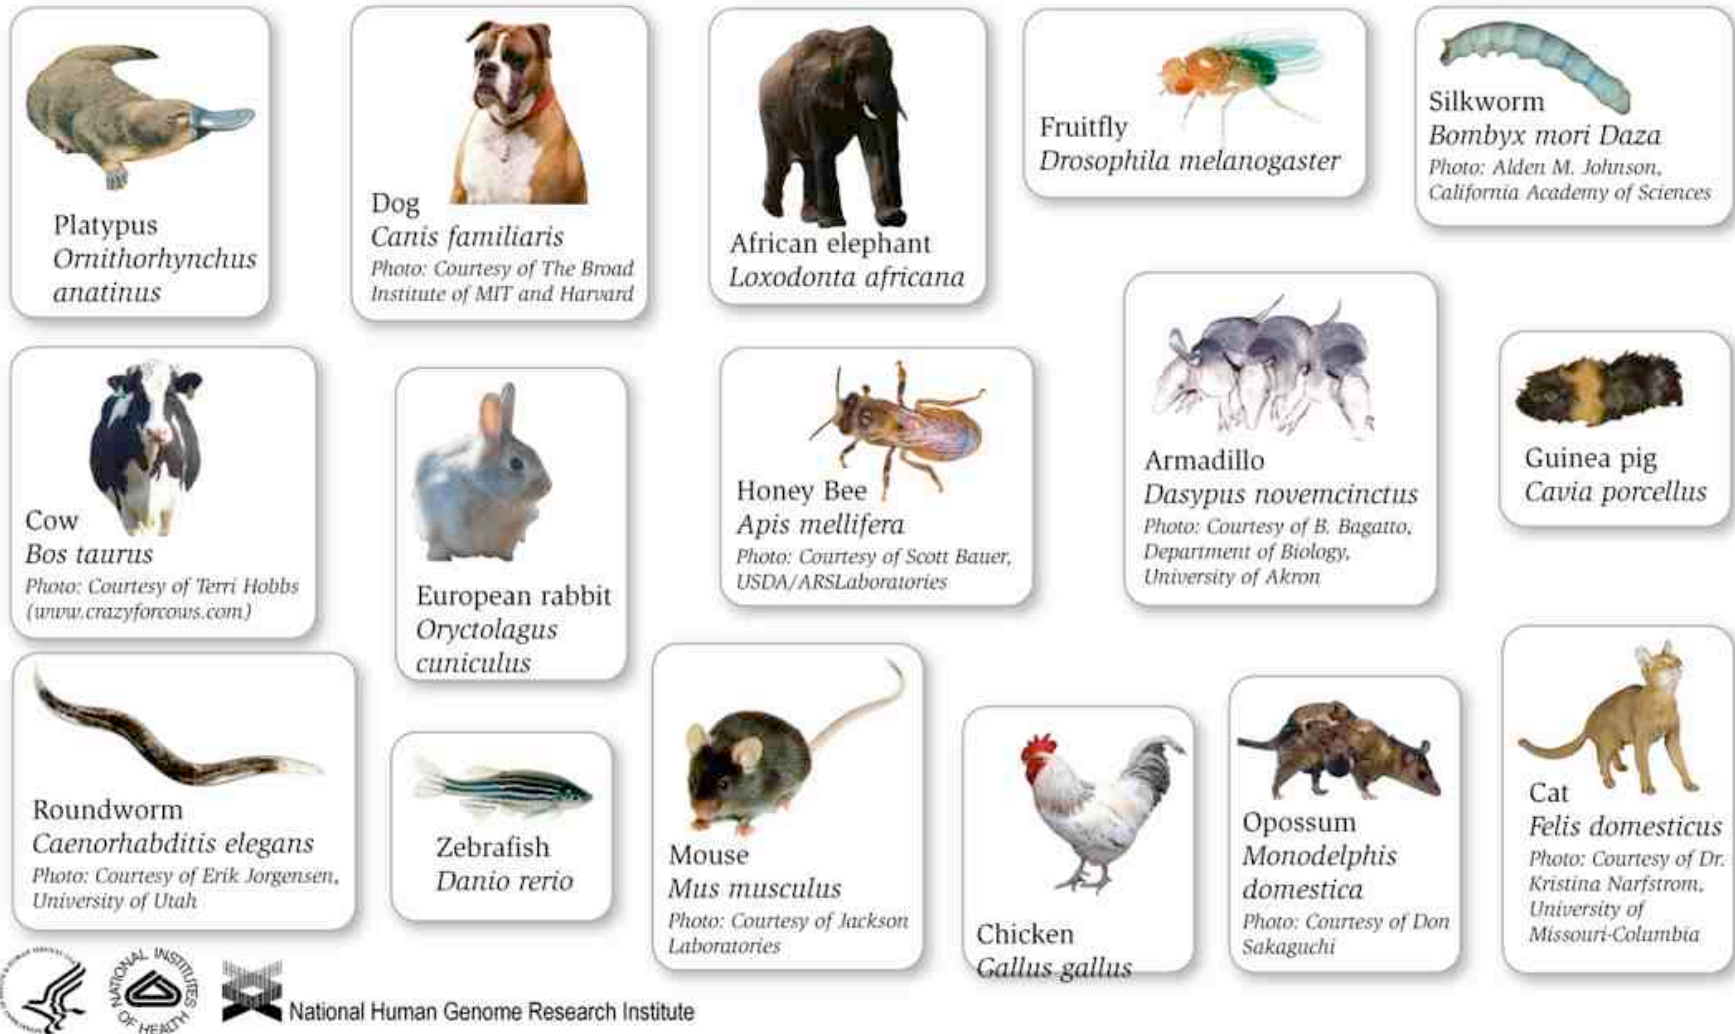 Platypus
Ornithorhynchus
anatinus
Dog
Canis familiaris
Photo: Courtesy of The Broad
Institute of MIT and Harvard
African elephant
Loxodonta africana
Fruitfly
Drosophila melanogaster
Silkworm
Bombyx mori Daza
Photo: Alden M. Johnson,
California Academy of Sciences
Cow
Bos taurus
Photo: Courtesy of Terri Hobbs
(www.crazyforcows.com)
European rabbit
Oryctolagus
cuniculus
Honey Bee
Apis mellifera
Photo: Courtesy of Scott Bauer,
USDA/ARSLaboratories
Armadillo
Dasypus novemcinctus
Photo: Courtesy of B. Bagatto,
Department of Biology,
University of Akron
Guinea pig
Cavia porcellus
Roundworm
Caenorhabditis elegans
Photo: Courtesy of Erik Jorgensen,
University of Utah
Zebrafish
Danio rerio
Mouse
Mus musculus
Photo: Courtesy of Jackson
Laboratories
Chicken
Gallus gallus
Opossum
Monodelphis
domestica
Photo: Courtesy of Don
Sakaguchi
Cat
Felis domesticus
Photo: Courtesy of Dr.
Kristina Narfstrom,
University of
Missouri-Columbia
NATIONAL INSTITUTES
OF HEALTH
National Human Genome Research Institute